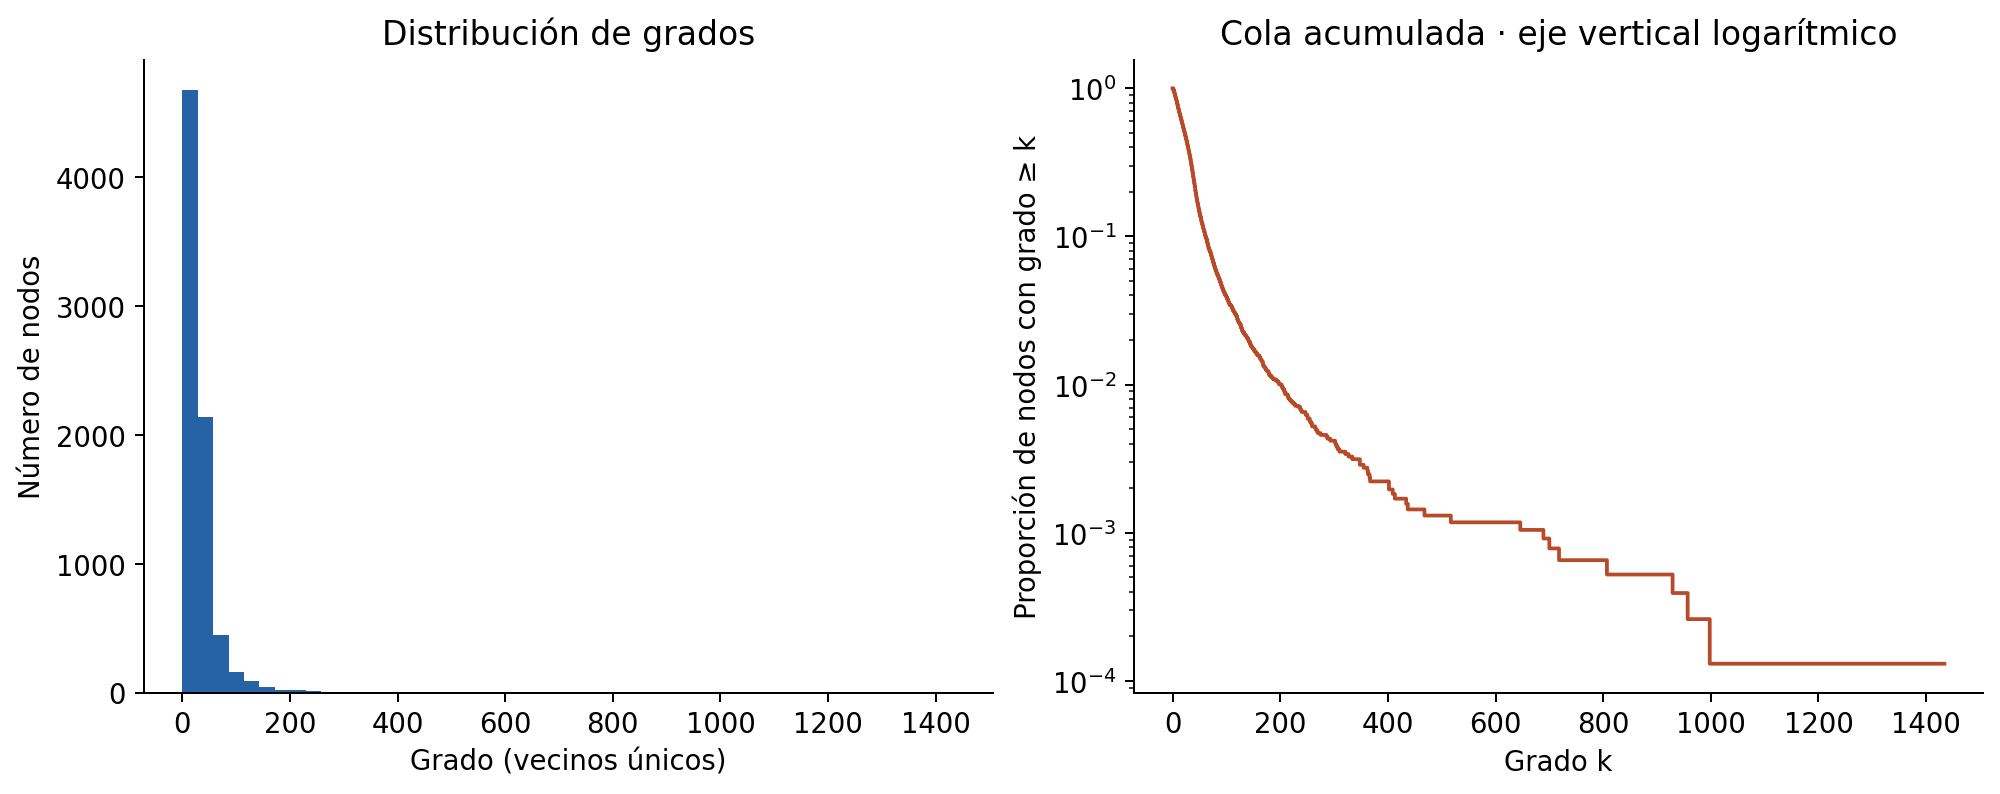 Distribución de grados
Número de nodos
4000
3000
2000
1000
0
0 200 400 600 800 1000 1200 1400
Grado (vecinos únicos)
Cola acumulada · eje vertical logarítmico
Proporción de nodos con grado ≥ k
10⁰
10⁻¹
10⁻²
10⁻³
10⁻⁴
0 200 400 600 800 1000 1200 1400
Grado k